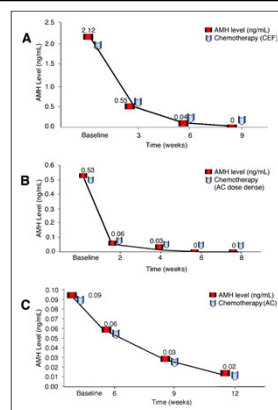 A
AMH Level (ng/mL)
2.5
2.0
1.5
1.0
0.5
0.0
2.12
0.55
0.04
0
AMH Level (ng/mL)
Chemotherapy (CEF)
Baseline 3 6 9
Time (weeks)
B
AMH Level (ng/mL)
0.6
0.5
0.4
0.3
0.2
0.1
0.0
0.53
0.06
0.03
0
0
AMH level (ng/mL)
Chemotherapy
(AC dose dense)
Baseline 2 4 6 8
Time (weeks)
C
AMH Level (ng/mL)
0.10
0.09
0.08
0.07
0.06
0.05
0.04
0.03
0.02
0.01
0.00
0.09
0.06
0.03
0.02
AMH level (ng/mL)
Chemotherapy(AC)
Baseline 6 9 12
Time (weeks)